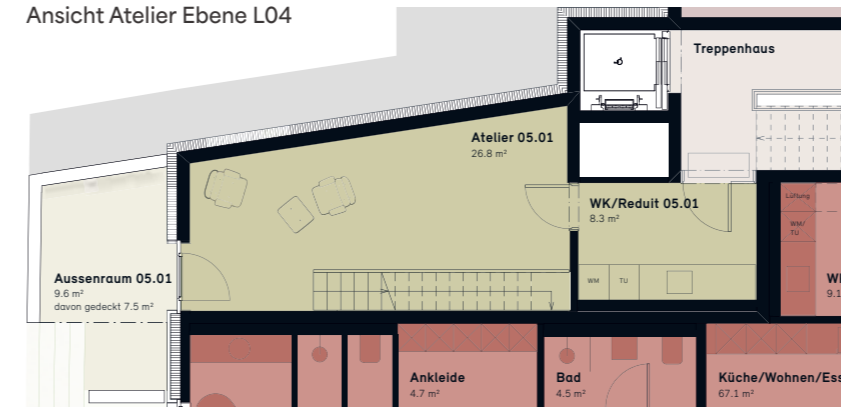 Ansicht Atelier Ebene L04
Treppenhaus
Atelier 05.01
26.8 m²
WK/Reduit 05.01
8.3 m²
Lüftung
WM/
TU
Aussenraum 05.01
9.6 m²
davon gedeckt 7.5 m²
WM
TU
9.1
Ankleide
4.7 m²
Bad
4.5 m²
Küche/Wohnen/Ess
67.1 m²